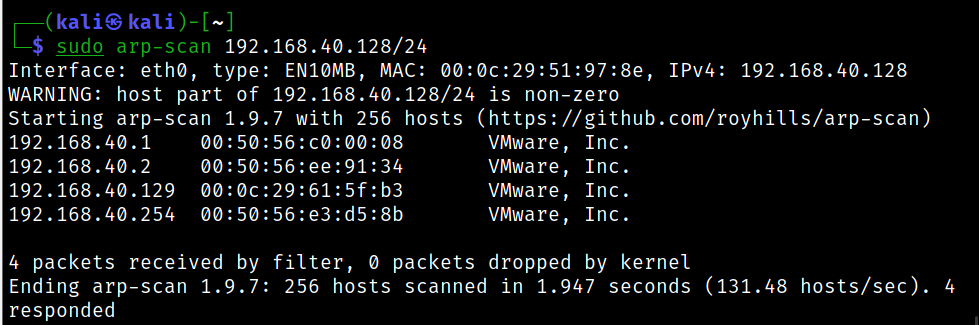 ┌──(kali㉿kali)-[~]
└─$ sudo arp-scan 192.168.40.128/24
Interface: eth0, type: EN10MB, MAC: 00:0c:29:51:97:8e, IPv4: 192.168.40.128
WARNING: host part of 192.168.40.128/24 is non-zero
Starting arp-scan 1.9.7 with 256 hosts (https://github.com/royhills/arp-scan)
192.168.40.1    00:50:56:c0:00:08       VMware, Inc.
192.168.40.2    00:50:56:ee:91:34       VMware, Inc.
192.168.40.129  00:0c:29:61:5f:b3       VMware, Inc.
192.168.40.254  00:50:56:e3:d5:8b       VMware, Inc.

4 packets received by filter, 0 packets dropped by kernel
Ending arp-scan 1.9.7: 256 hosts scanned in 1.947 seconds (131.48 hosts/sec). 4
responded